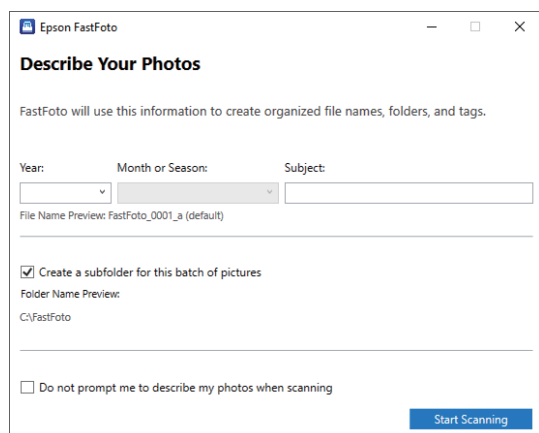 Epson FastFoto
Describe Your Photos
FastFoto will use this information to create organized file names, folders, and tags.
Year: Month or Season: Subject:
File Name Preview: FastFoto_0001_a (default)
Create a subfolder for this batch of pictures
Folder Name Preview:
C:\FastFoto
Do not prompt me to describe my photos when scanning
Start Scanning